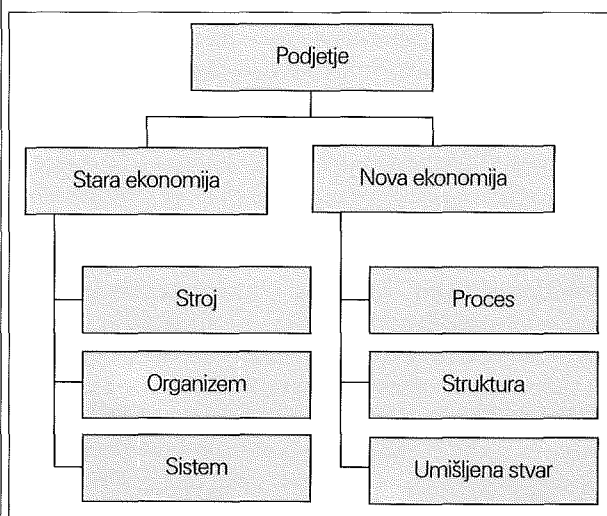 Podjetje
Stara ekonomija
Nova ekonomija
Stroj
Proces
Organizem
Struktura
Sistem
Umišljena stvar